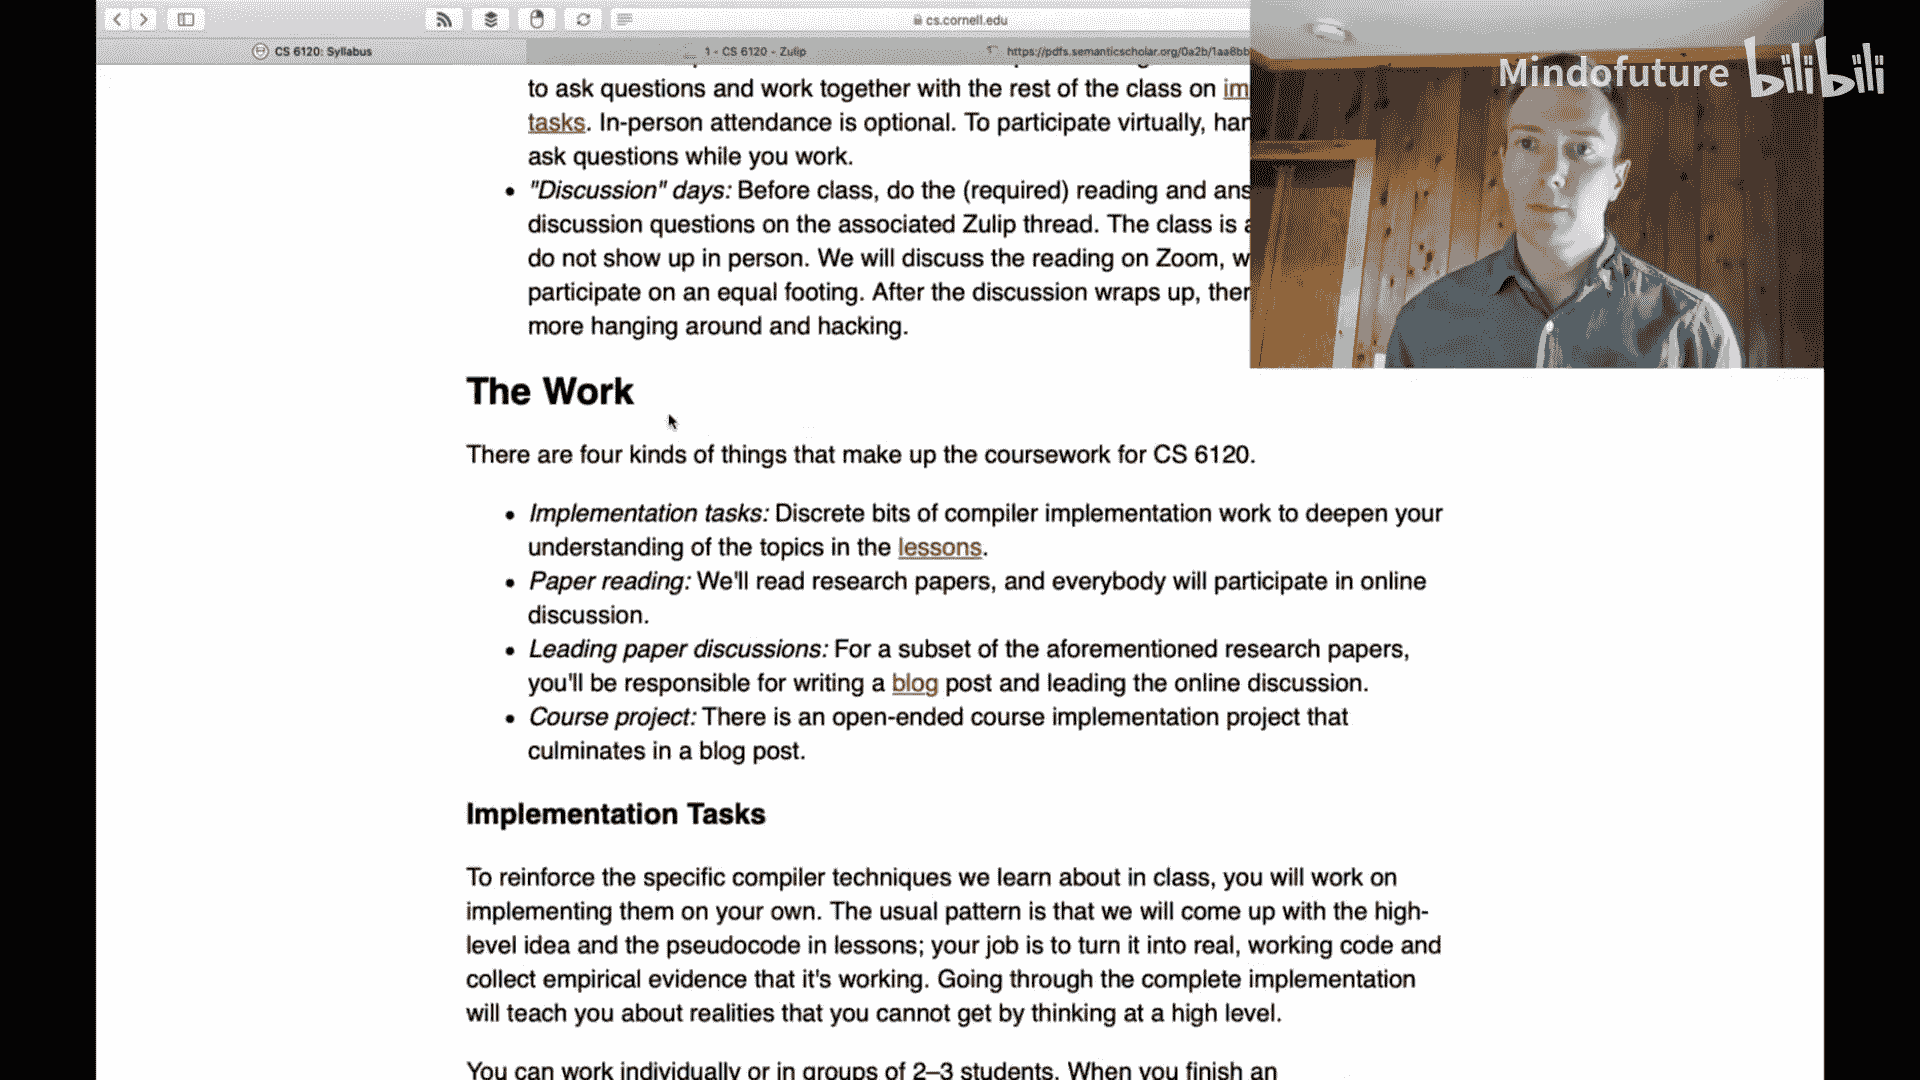 cs.cornell.edu
CS 6120: Syllabus
1 - CS 6120 - Zulip
https://pdfs.semanticscholar.org/0a2b/1aa8bb
Mindofuture bilibili
to ask questions and work together with the rest of the class on im
tasks. In-person attendance is optional. To participate virtually, har
ask questions while you work.
• "Discussion" days: Before class, do the (required) reading and ans
discussion questions on the associated Zulip thread. The class is a
do not show up in person. We will discuss the reading on Zoom, w
participate on an equal footing. After the discussion wraps up, ther
more hanging around and hacking.
The Work
There are four kinds of things that make up the coursework for CS 6120.
• Implementation tasks: Discrete bits of compiler implementation work to deepen your
understanding of the topics in the lessons.
• Paper reading: We'll read research papers, and everybody will participate in online
discussion.
• Leading paper discussions: For a subset of the aforementioned research papers,
you'll be responsible for writing a blog post and leading the online discussion.
• Course project: There is an open-ended course implementation project that
culminates in a blog post.
Implementation Tasks
To reinforce the specific compiler techniques we learn about in class, you will work on
implementing them on your own. The usual pattern is that we will come up with the high-
level idea and the pseudocode in lessons; your job is to turn it into real, working code and
collect empirical evidence that it's working. Going through the complete implementation
will teach you about realities that you cannot get by thinking at a high level.
You can work individually or in groups of 2–3 students. When you finish an